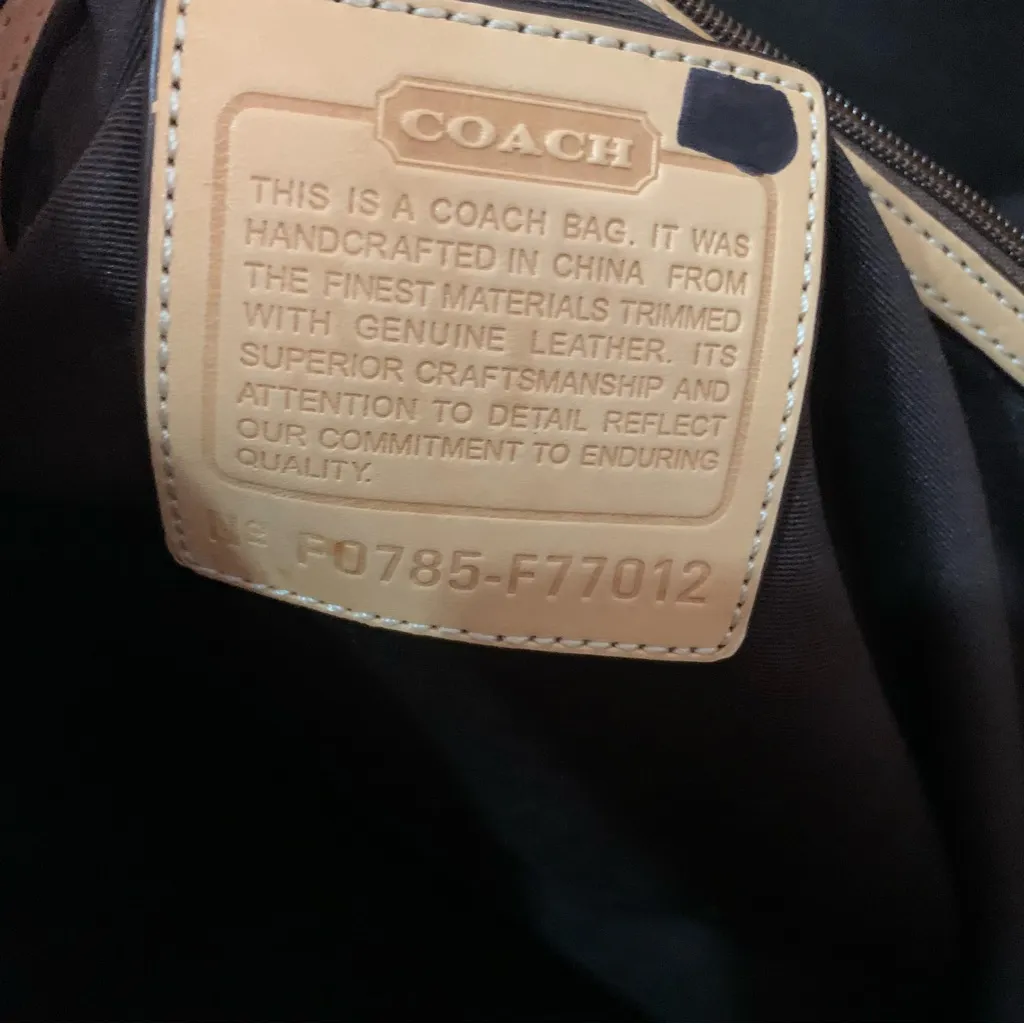 COACH
THIS IS A COACH BAG. IT WAS
HANDCRAFTED IN CHINA FROM
THE FINEST MATERIALS TRIMMED
WITH GENUINE LEATHER. ITS
SUPERIOR CRAFTSMANSHIP AND
ATTENTION TO DETAIL REFLECT
OUR COMMITMENT TO ENDURING
QUALITY.
Nº F0785-F77012